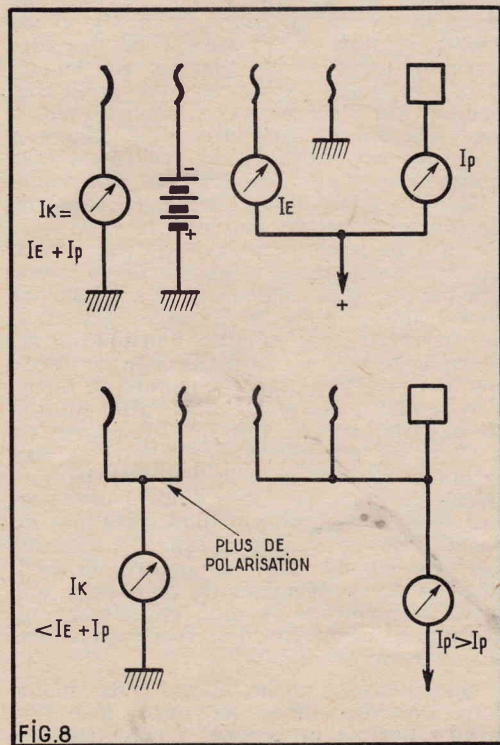 IK =
IE + Ip
-
+
IE
Ip
+
PLUS DE
POLARISATION
IK
<IE + Ip
Ip'>Ip
FIG.8